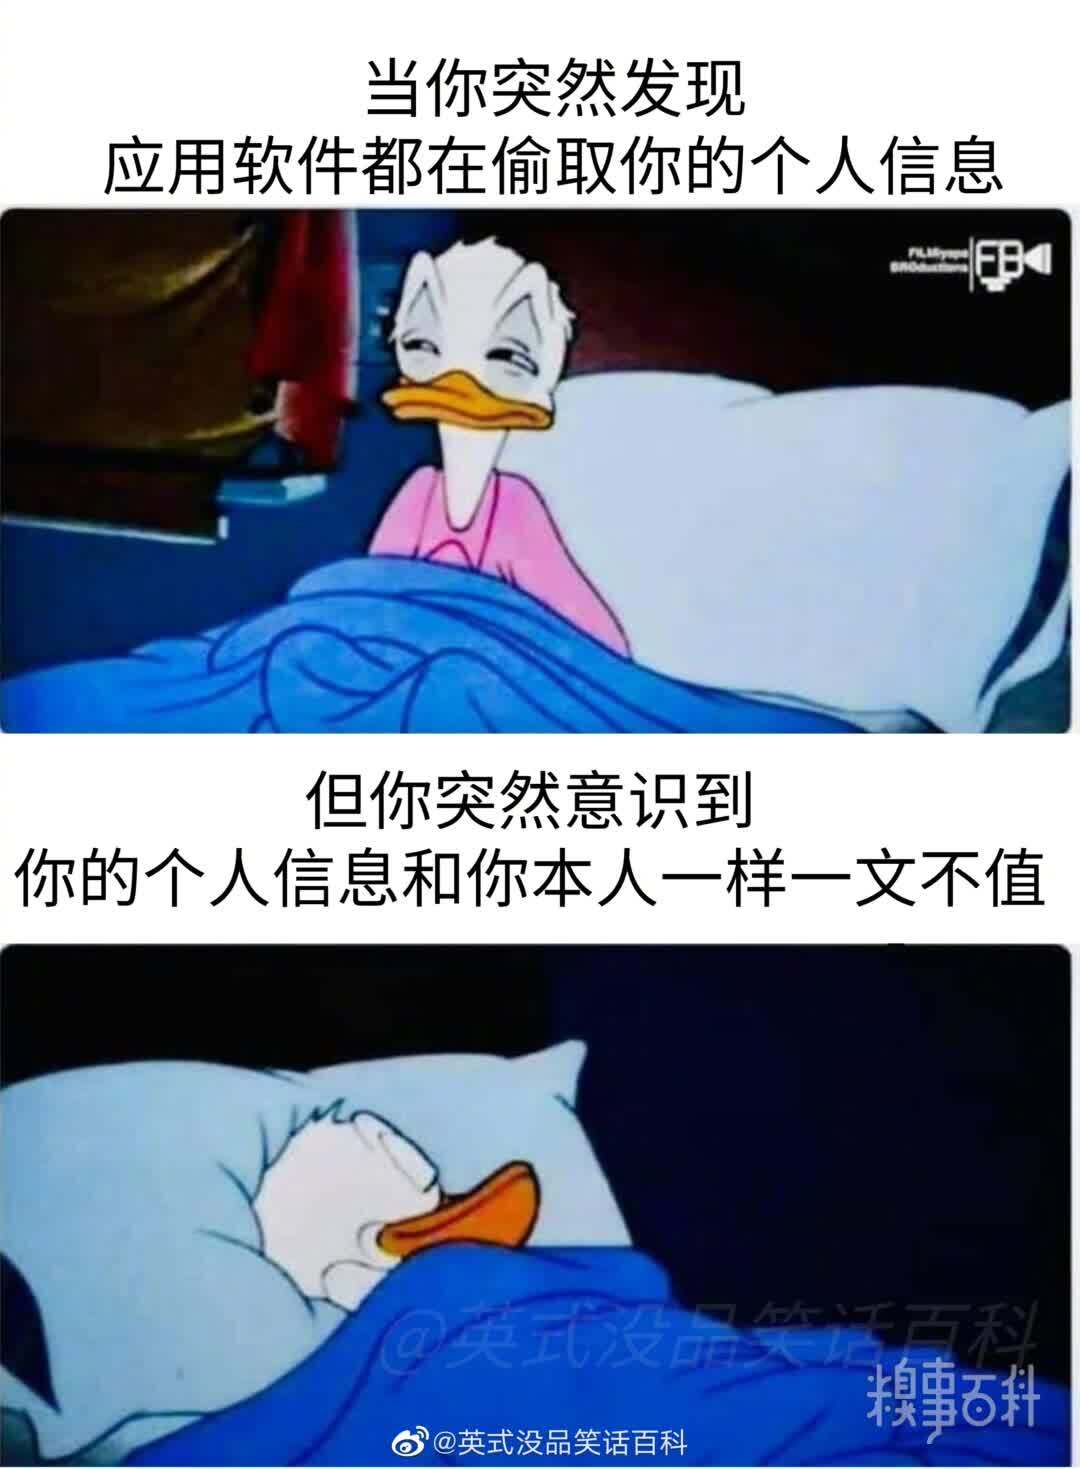 当你突然发现
应用软件都在偷取你的个人信息
FILMiyapa
BROductions
FB
但你突然意识到
你的个人信息和你本人一样一文不值
@英式没品笑话百科
糗事百科
@英式没品笑话百科